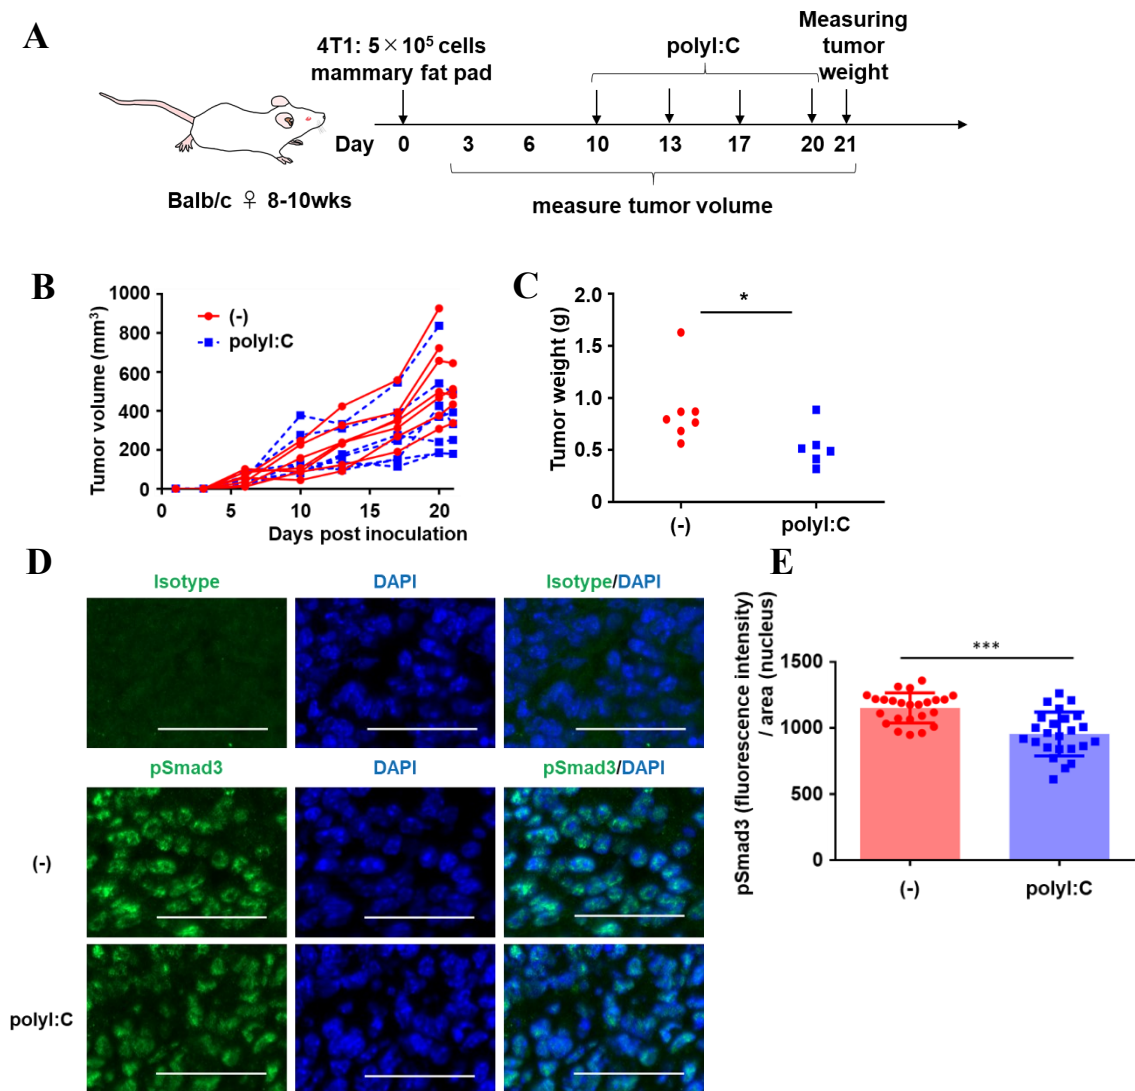 A
4T1: 5×10⁵ cells
mammary fat pad
polyI:C
Measuring
tumor
weight
Day 0 3 6 10 13 17 20 21
Balb/c ♀ 8-10wks
measure tumor volume
B
Tumor volume (mm³)
1000
800
600
400
200
0
(-)
polyI:C
0 5 10 15 20
Days post inoculation
C
Tumor weight (g)
2.0
1.5
1.0
0.5
0
*
(-) polyI:C
D
Isotype DAPI Isotype/DAPI
pSmad3 DAPI pSmad3/DAPI
(-)
polyI:C
E
pSmad3 (fluorescence intensity)
/ area (nucleus)
1500
1000
500
0
***
(-) polyI:C